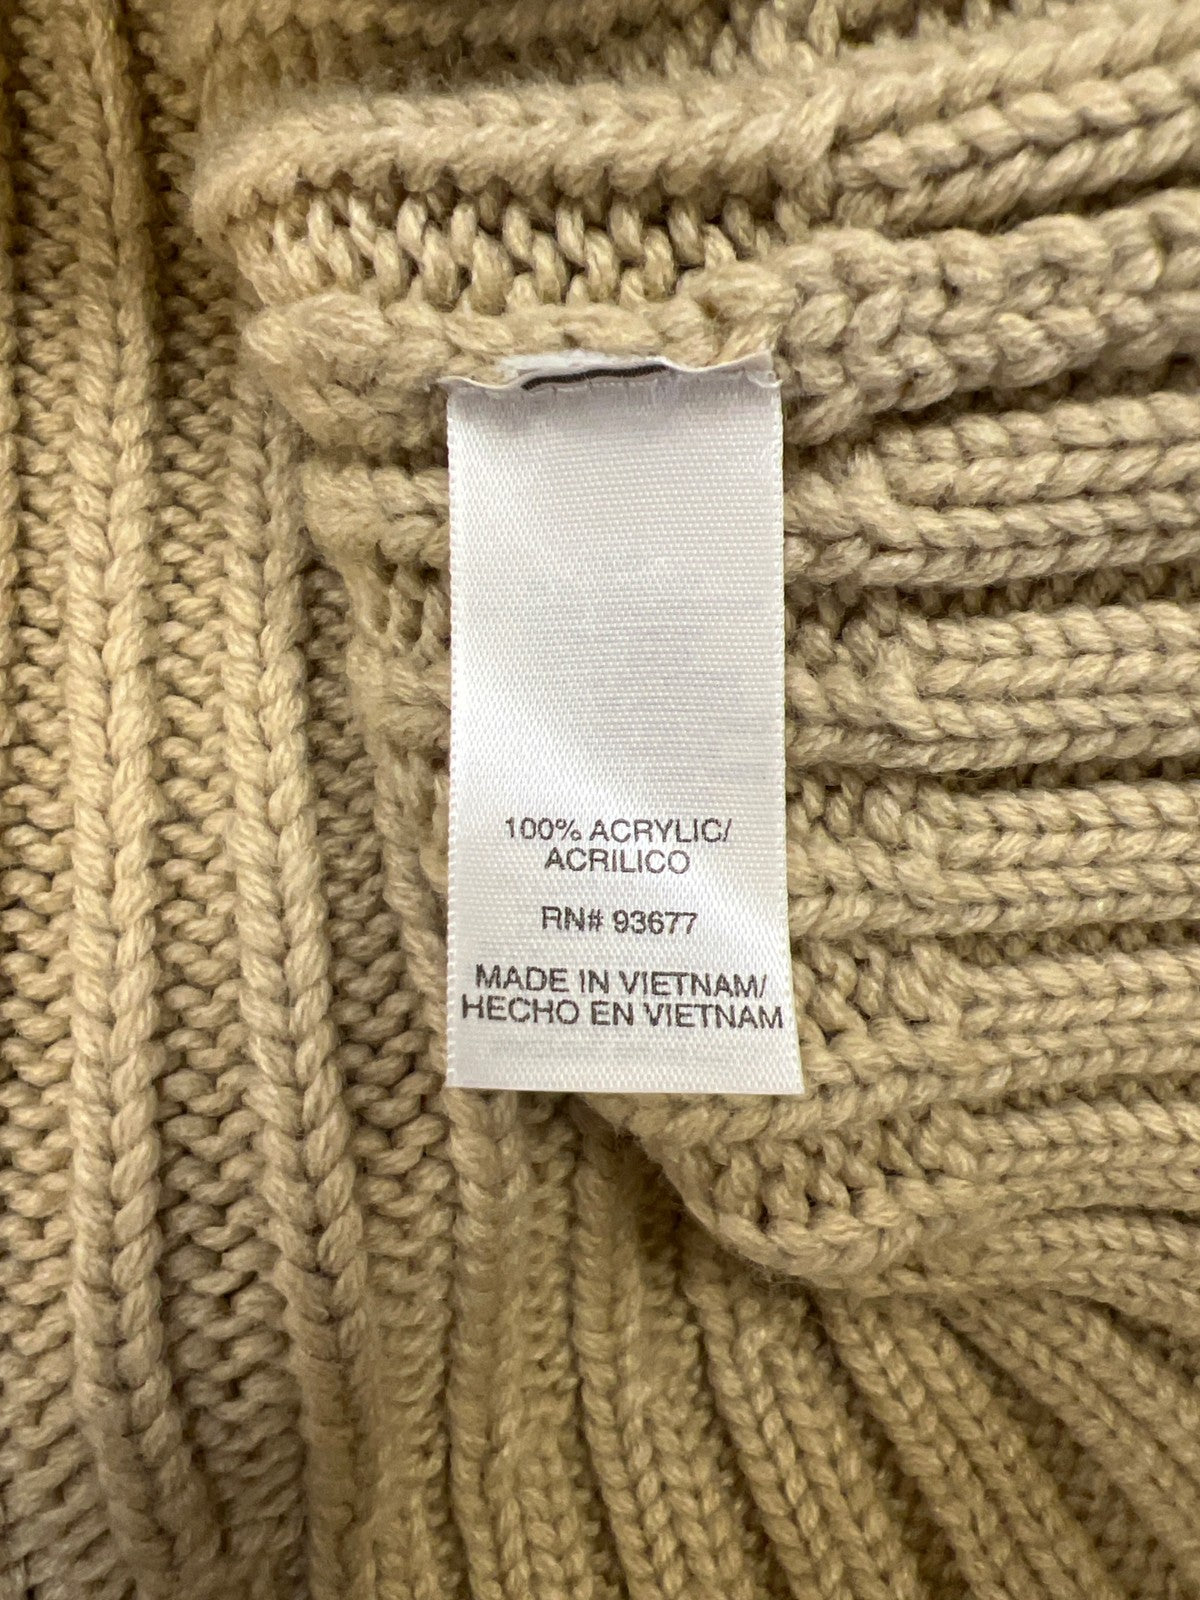 100% ACRYLIC/
ACRILICO
RN# 93677
MADE IN VIETNAM/
HECHO EN VIETNAM